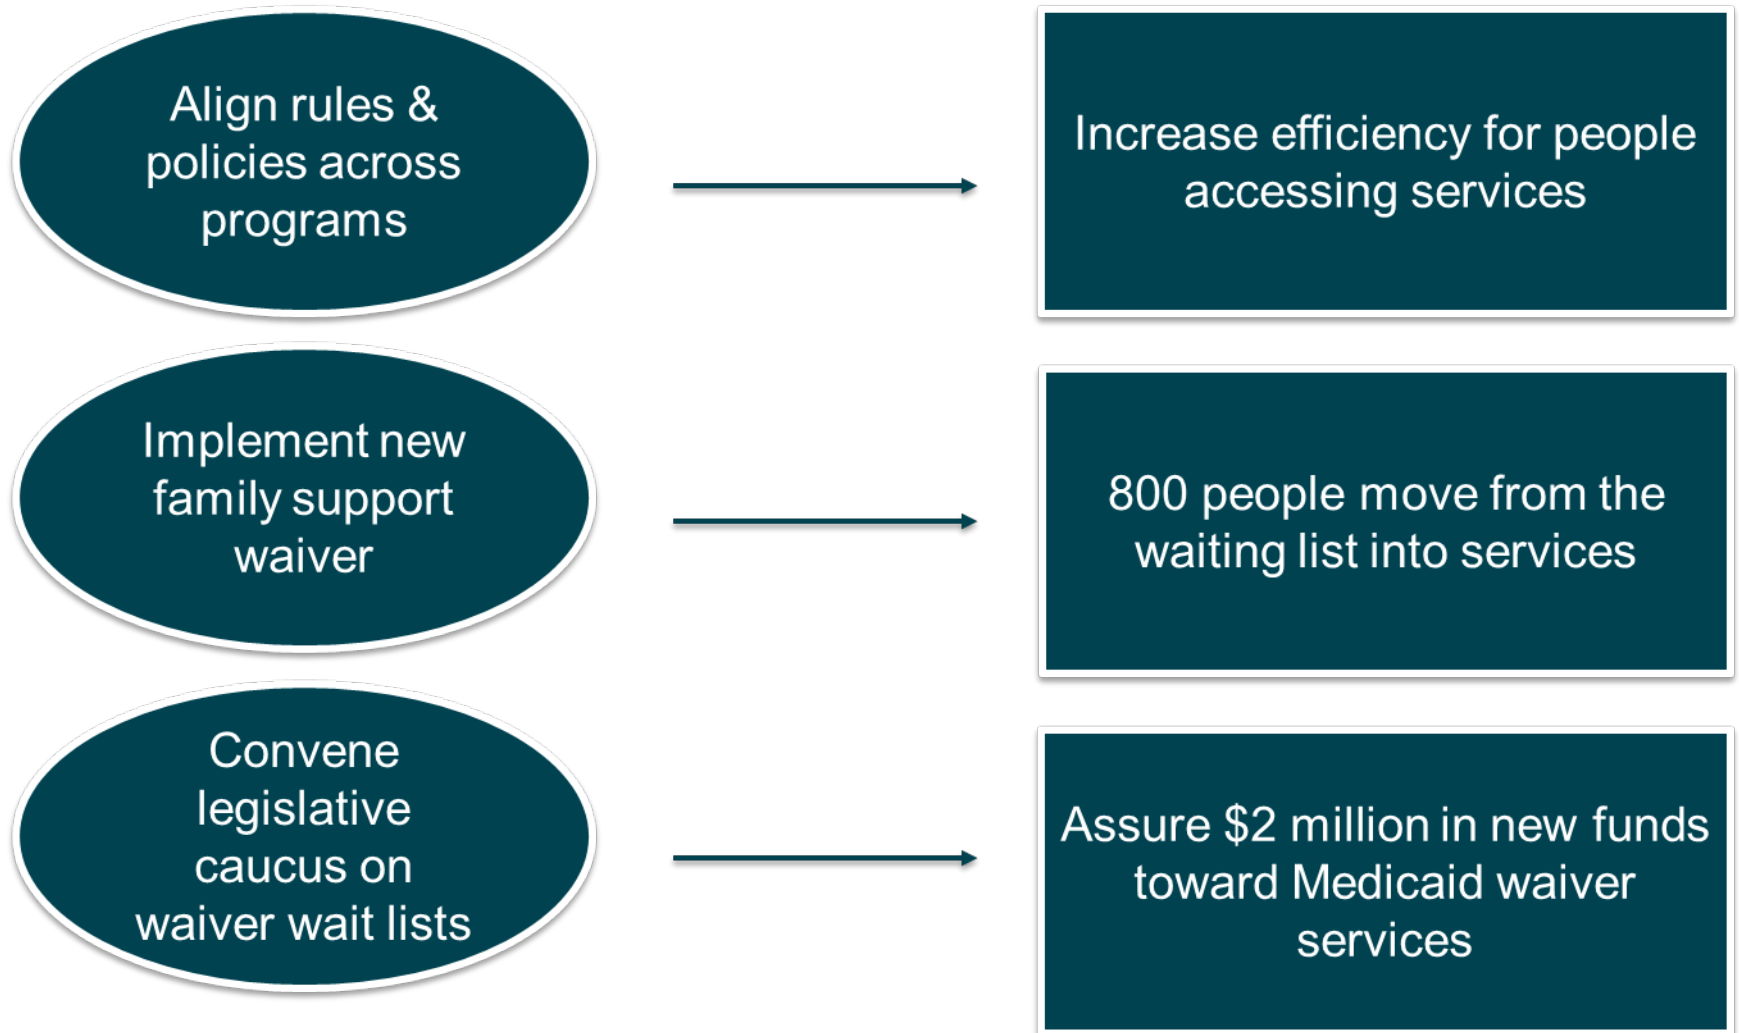 Align rules &
policies across
programs
Increase efficiency for people
accessing services
Implement new
family support
waiver
800 people move from the
waiting list into services
Convene
legislative
caucus on
waiver wait lists
Assure $2 million in new funds
toward Medicaid waiver
services